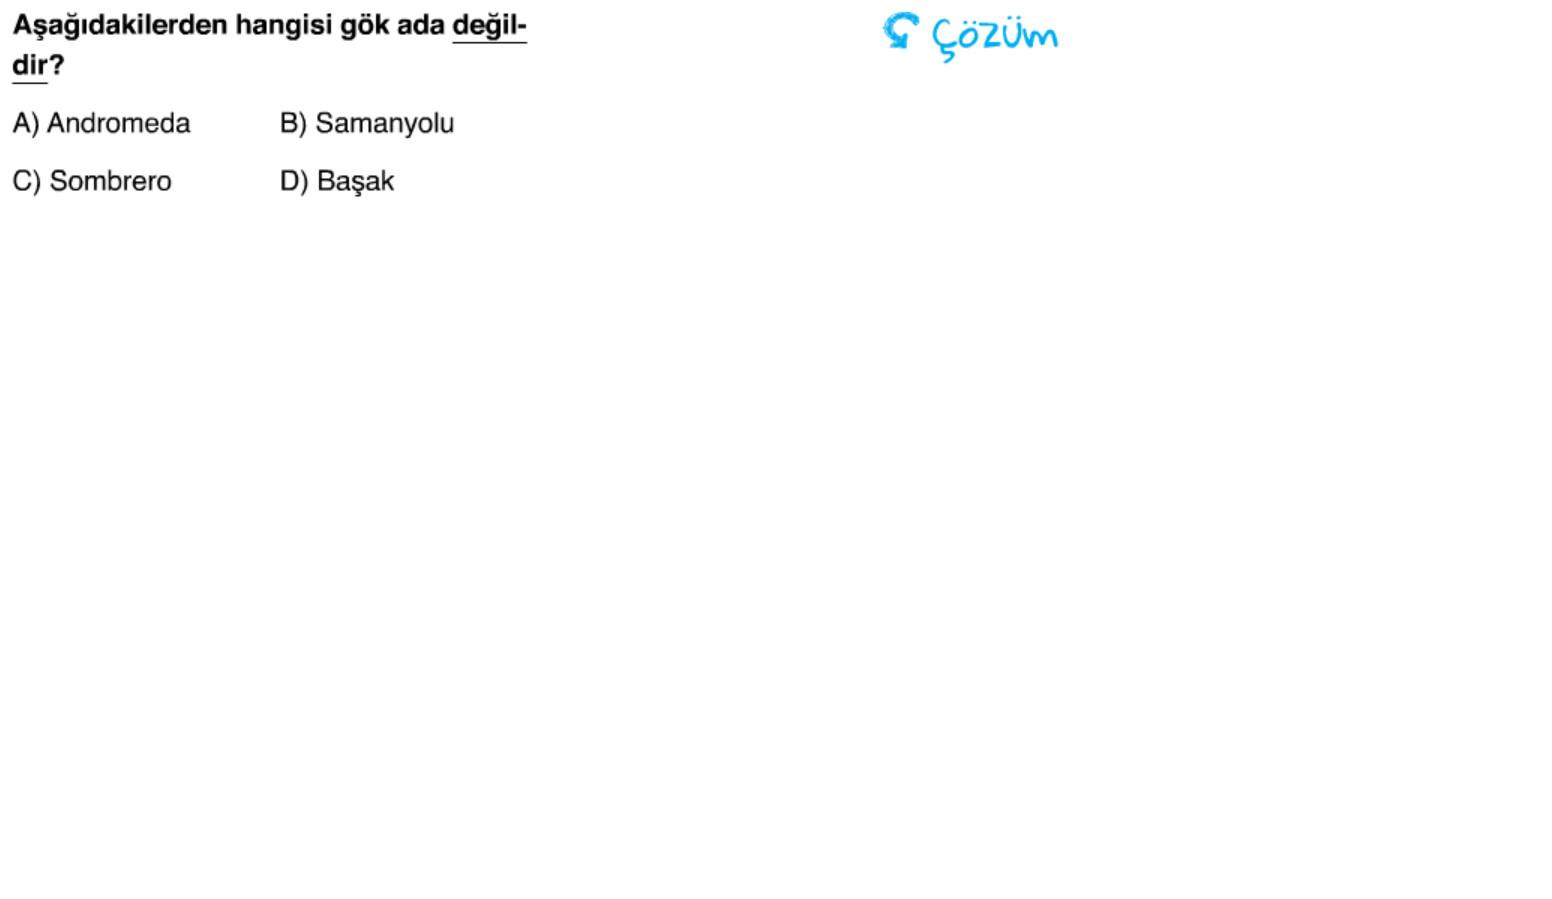 Aşağıdakilerden hangisi gök ada değil-
dir?
A) Andromeda B) Samanyolu
C) Sombrero D) Başak
Çözüm